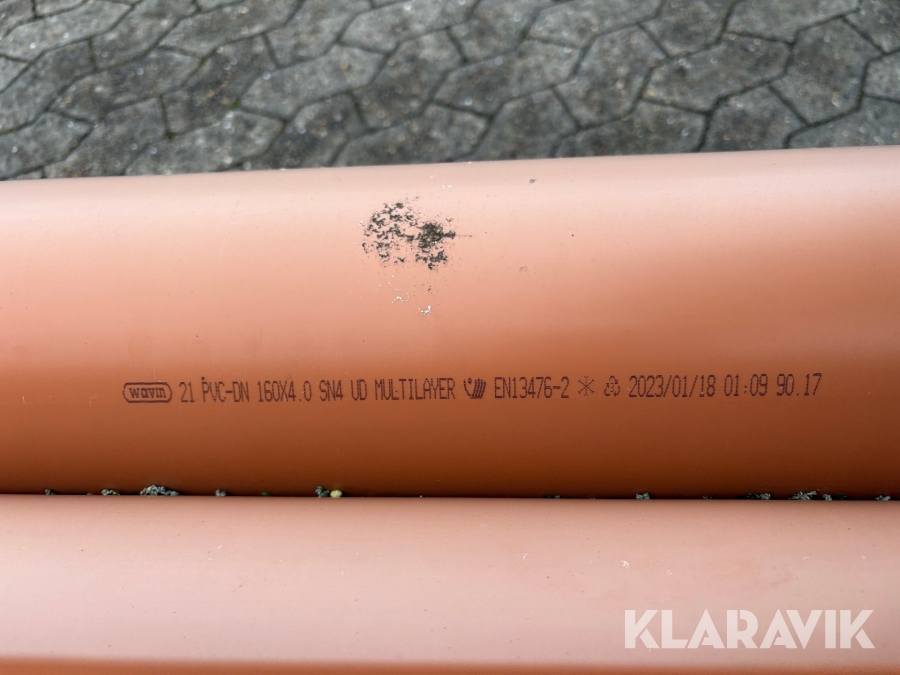 wavin 21 PVC-DN 160X4.0 SN4 UD MULTILAYER EN13476-2 2023/01/18 01:09 90.17
KLARAVIK